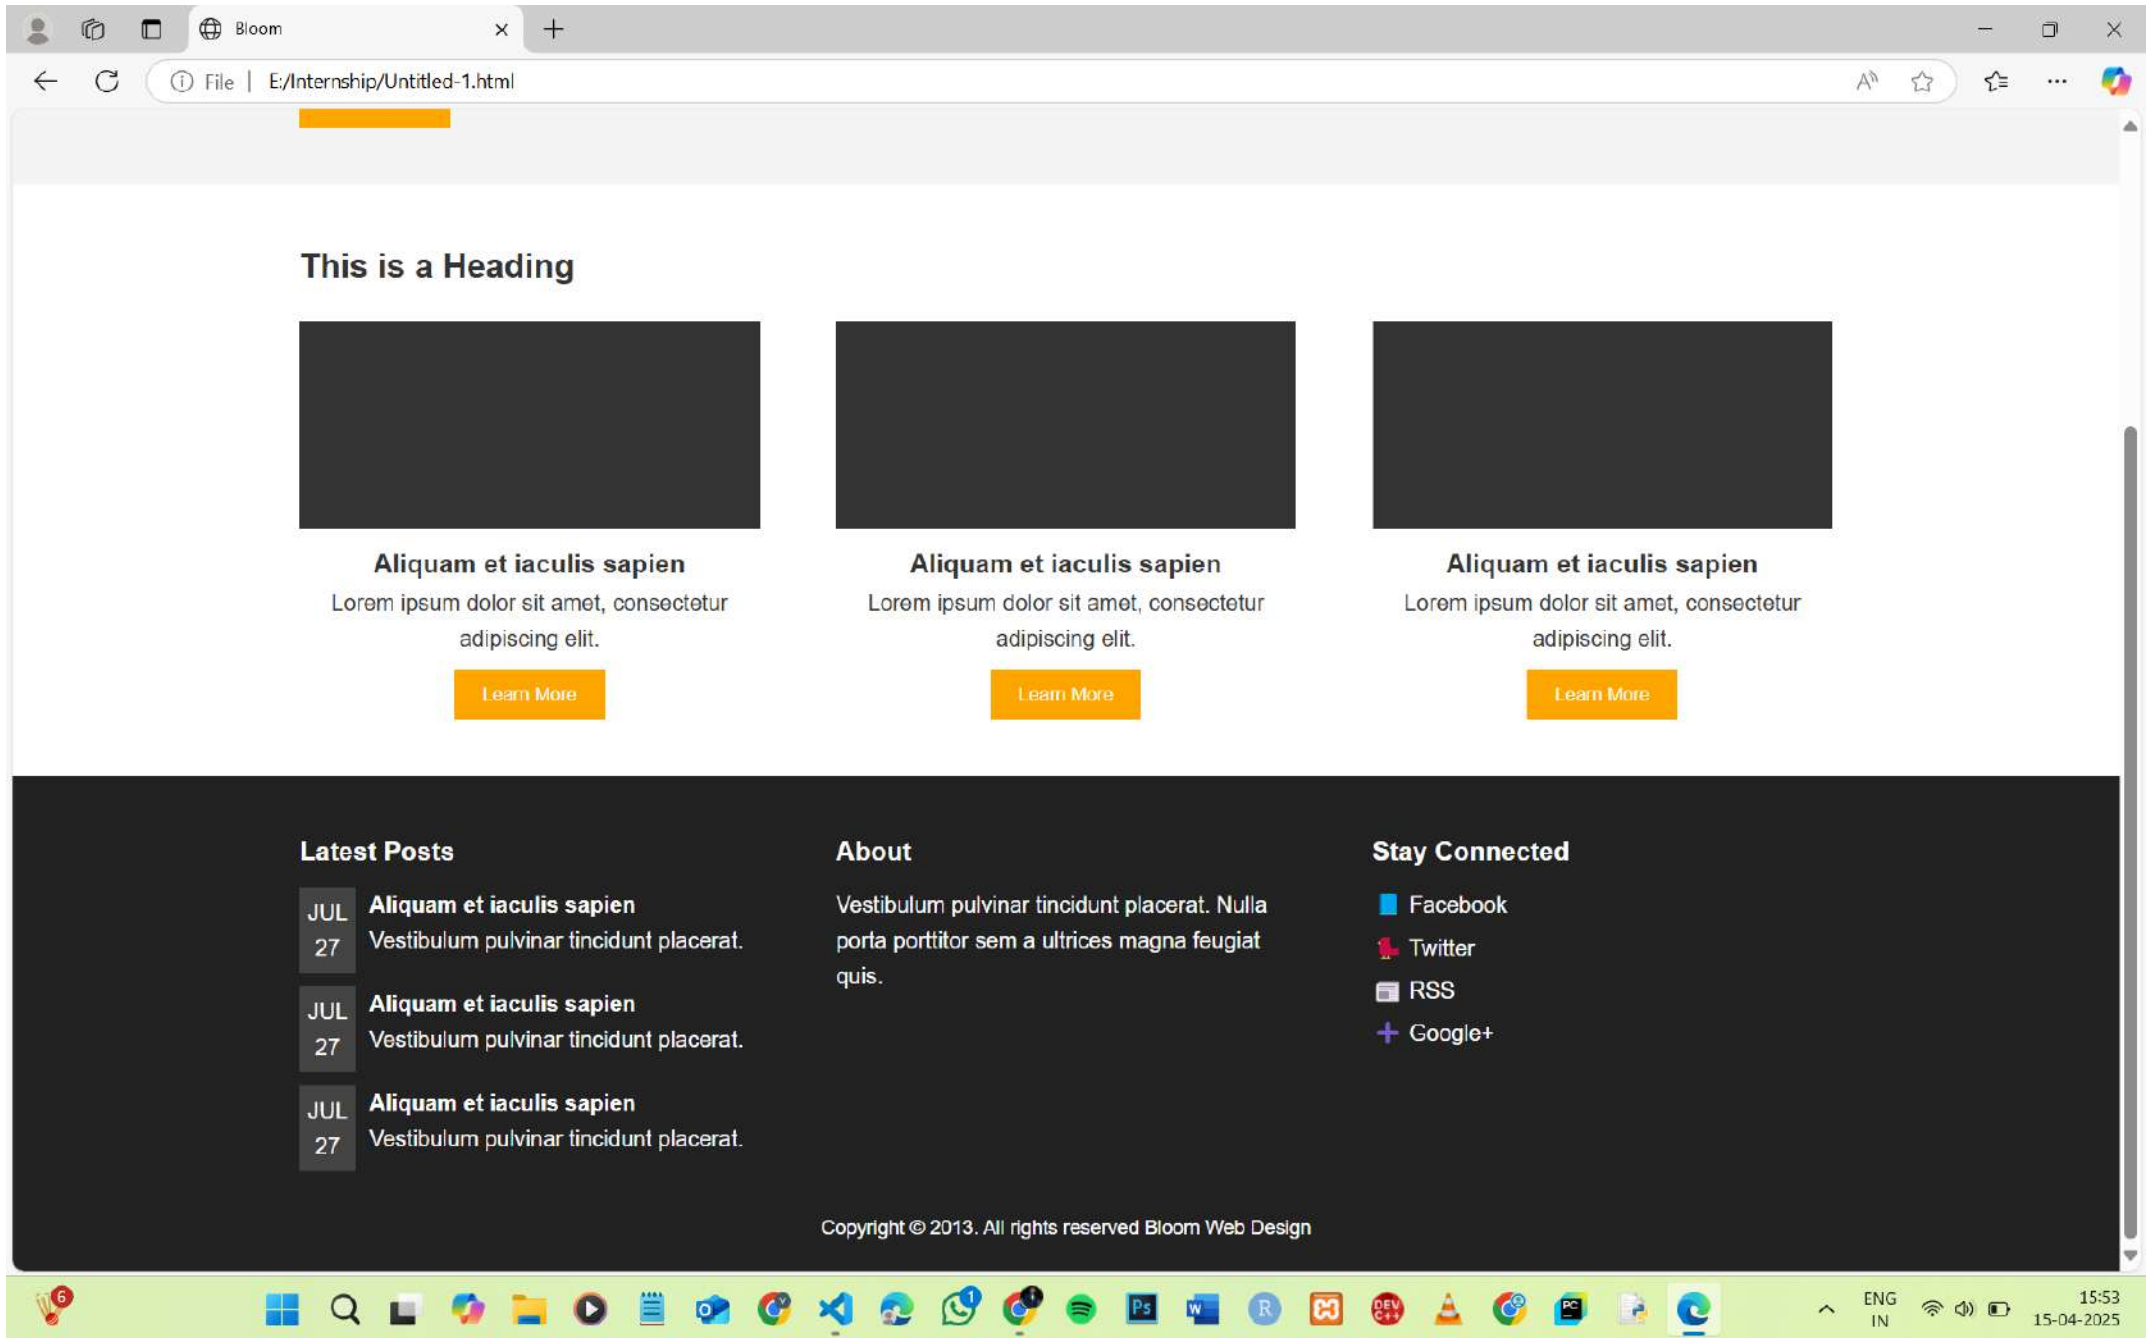 Bloom
File | E:/Internship/Untitled-1.html
This is a Heading
Aliquam et iaculis sapien
Lorem ipsum dolor sit amet, consectetur
adipiscing elit.
Learn More
Aliquam et iaculis sapien
Lorem ipsum dolor sit amet, consectetur
adipiscing elit.
Learn More
Aliquam et iaculis sapien
Lorem ipsum dolor sit amet, consectetur
adipiscing elit.
Learn More
Latest Posts
JUL
27
Aliquam et iaculis sapien
Vestibulum pulvinar tincidunt placerat.
JUL
27
Aliquam et iaculis sapien
Vestibulum pulvinar tincidunt placerat.
JUL
27
Aliquam et iaculis sapien
Vestibulum pulvinar tincidunt placerat.
About
Vestibulum pulvinar tincidunt placerat. Nulla
porta porttitor sem a ultrices magna feugiat
quis.
Stay Connected
Facebook
Twitter
RSS
Google+
Copyright © 2013. All rights reserved Bloom Web Design
6
1
Ps
W
R
DEV
C++
PC
ENG
IN
15:53
15-04-2025